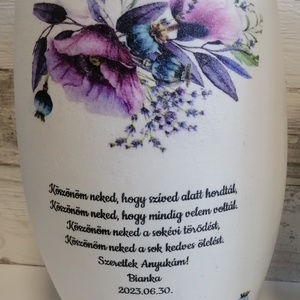 Köszönöm neked, hogy szíved alatt hordtál,
Köszönöm neked, hogy mindig velem voltál.
Köszönöm neked a sokévi törődést,
Köszönöm neked a sok kedves ölelést.
Szeretlek Anyukám!
Bianka
2023.06.30.